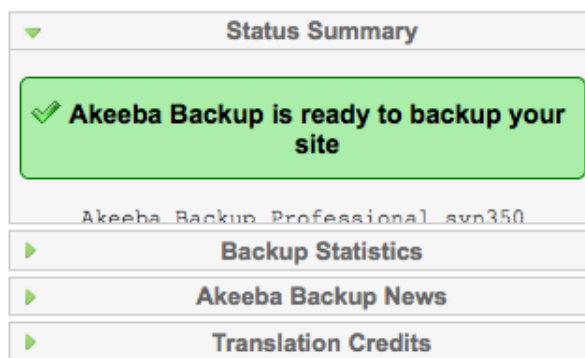 Status Summary
Akeeba Backup is ready to backup your
site
Akeeba Backup Professional svn350
Backup Statistics
Akeeba Backup News
Translation Credits